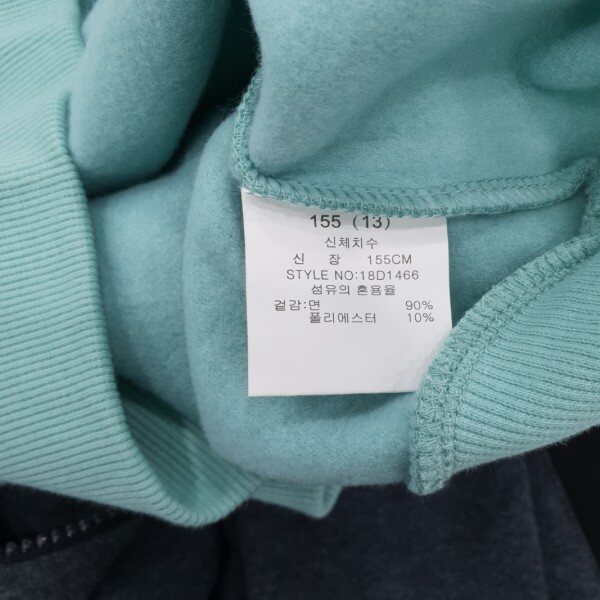 155 (13)
신체치수
신 장 155CM
STYLE NO:18D1466
섬유의 혼용율
겉감:면 90%
폴리에스터 10%